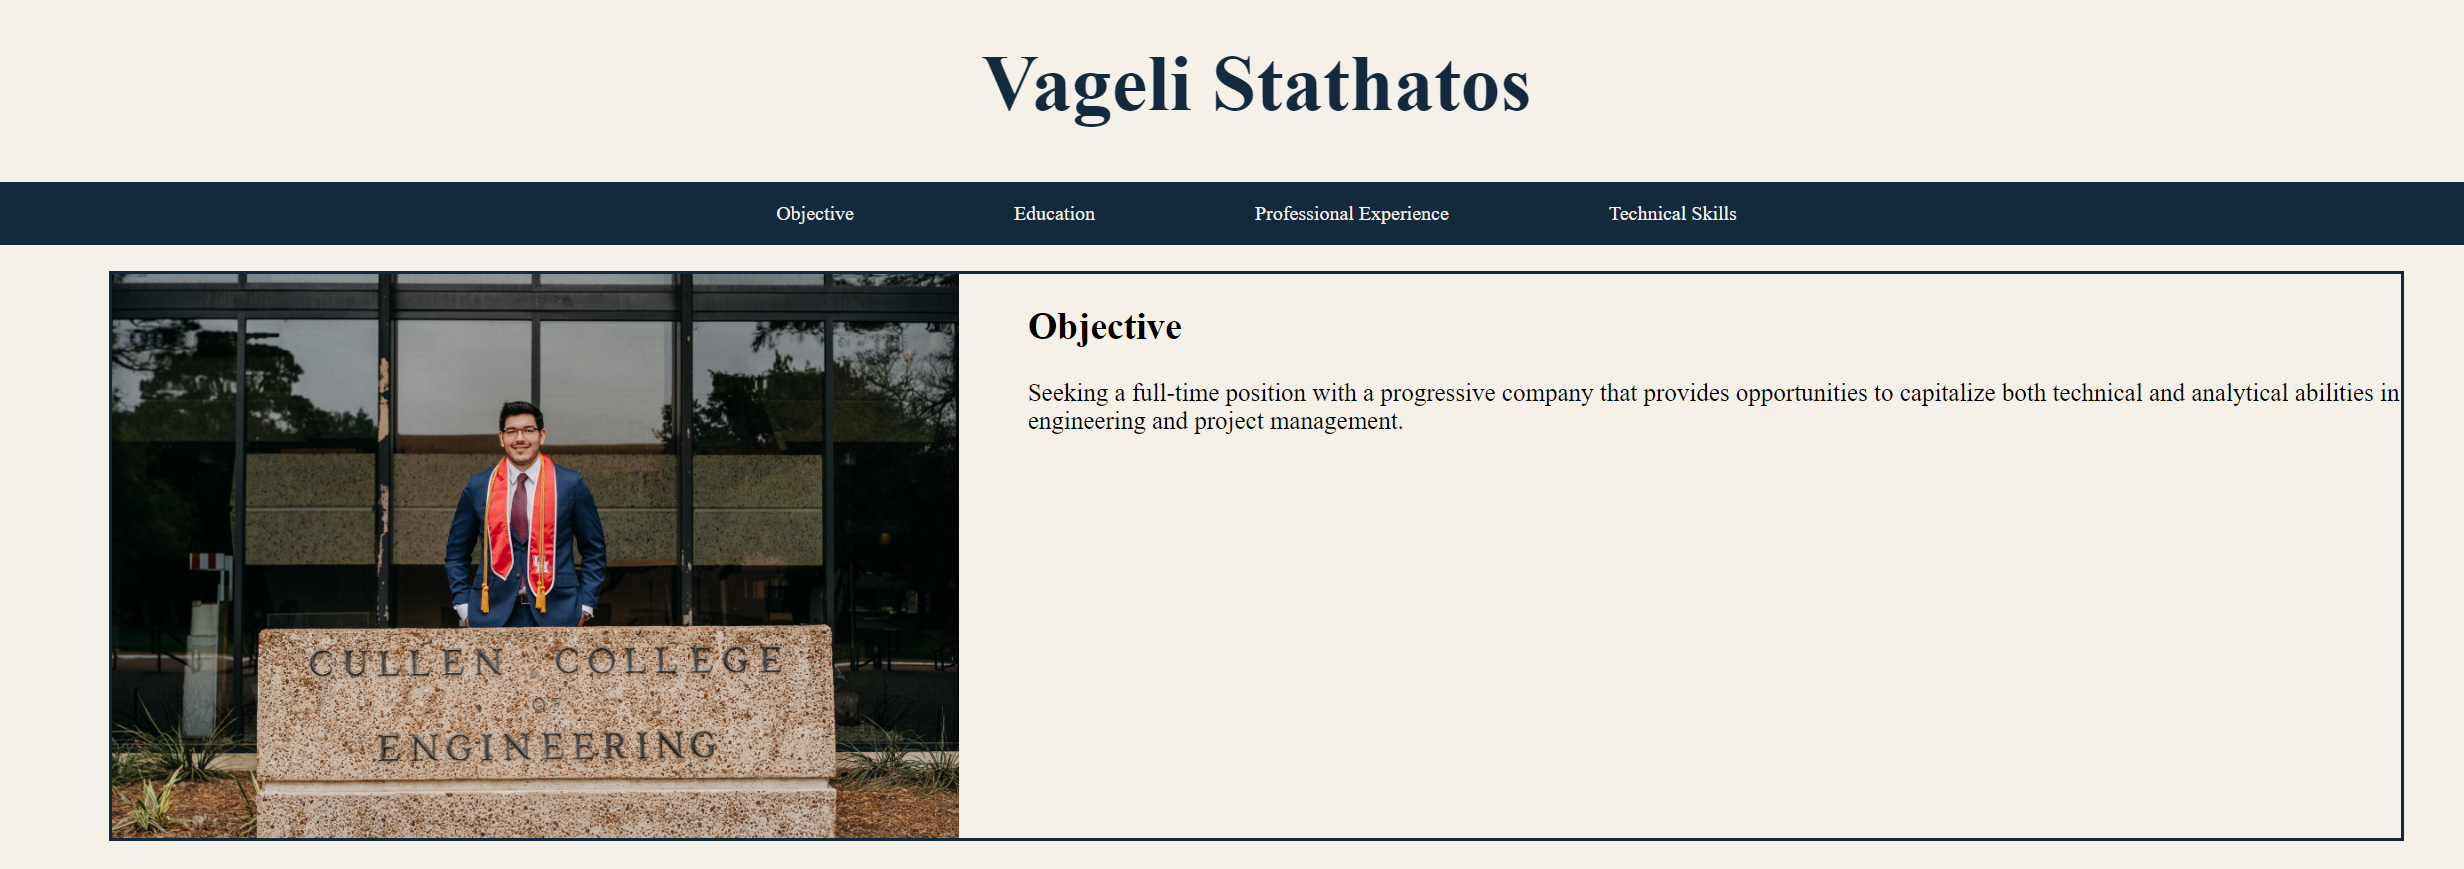 Vageli Stathatos
Objective
Education
Professional Experience
Technical Skills
Objective
Seeking a full-time position with a progressive company that provides opportunities to capitalize both technical and analytical abilities in
engineering and project management.
CULLEN COLLEGE
OF
ENGINEERING